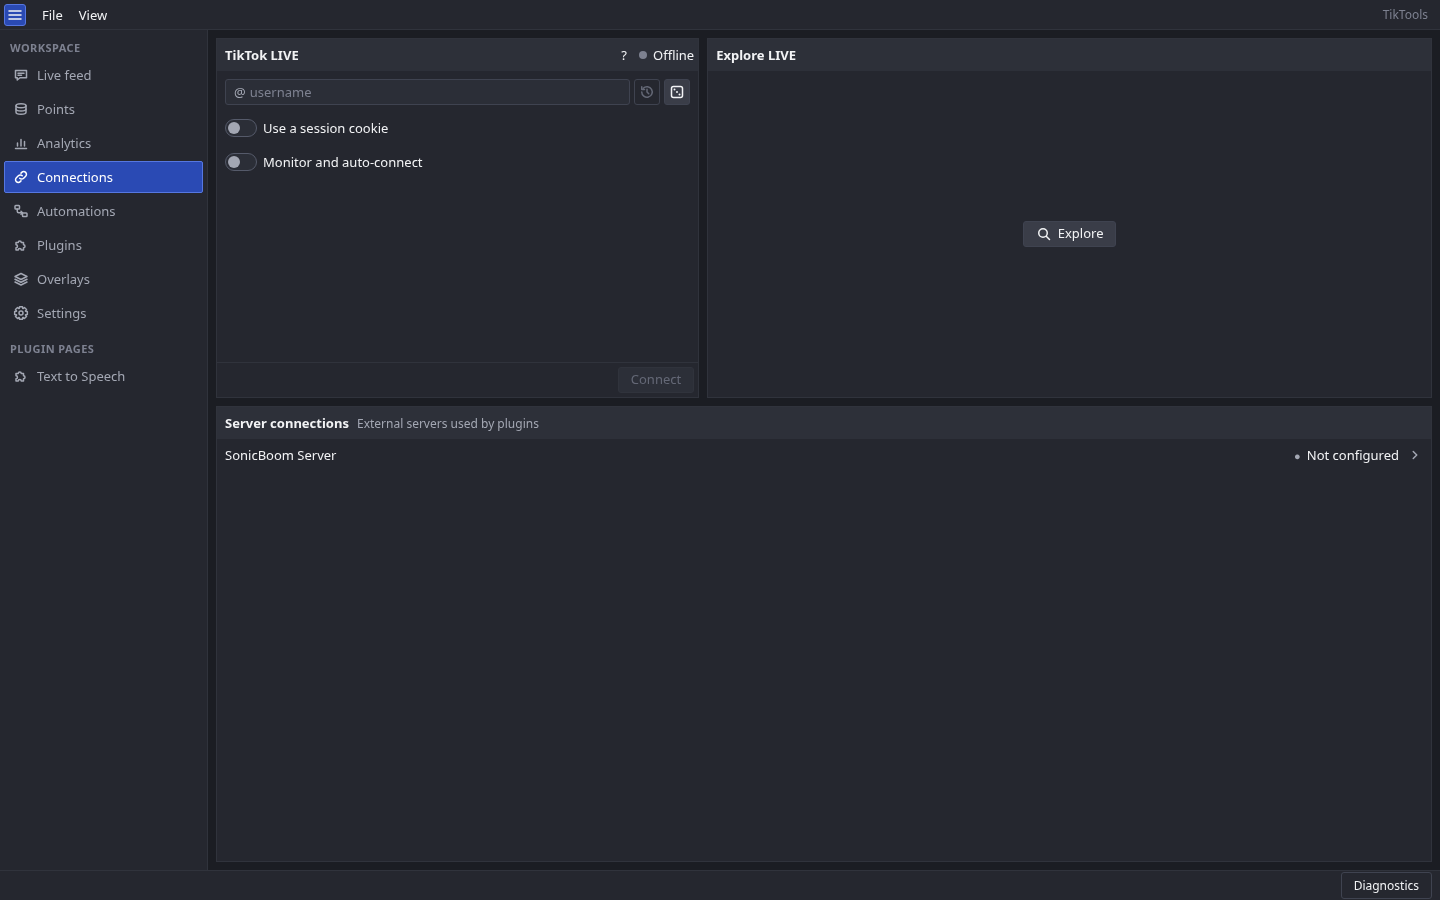 File View TikTools
WORKSPACE
Live feed
Points
Analytics
Connections
Automations
Plugins
Overlays
Settings
PLUGIN PAGES
Text to Speech
TikTok LIVE ? Offline
@ username
Use a session cookie
Monitor and auto-connect
Connect
Explore LIVE
Explore
Server connections External servers used by plugins
SonicBoom Server Not configured
Diagnostics